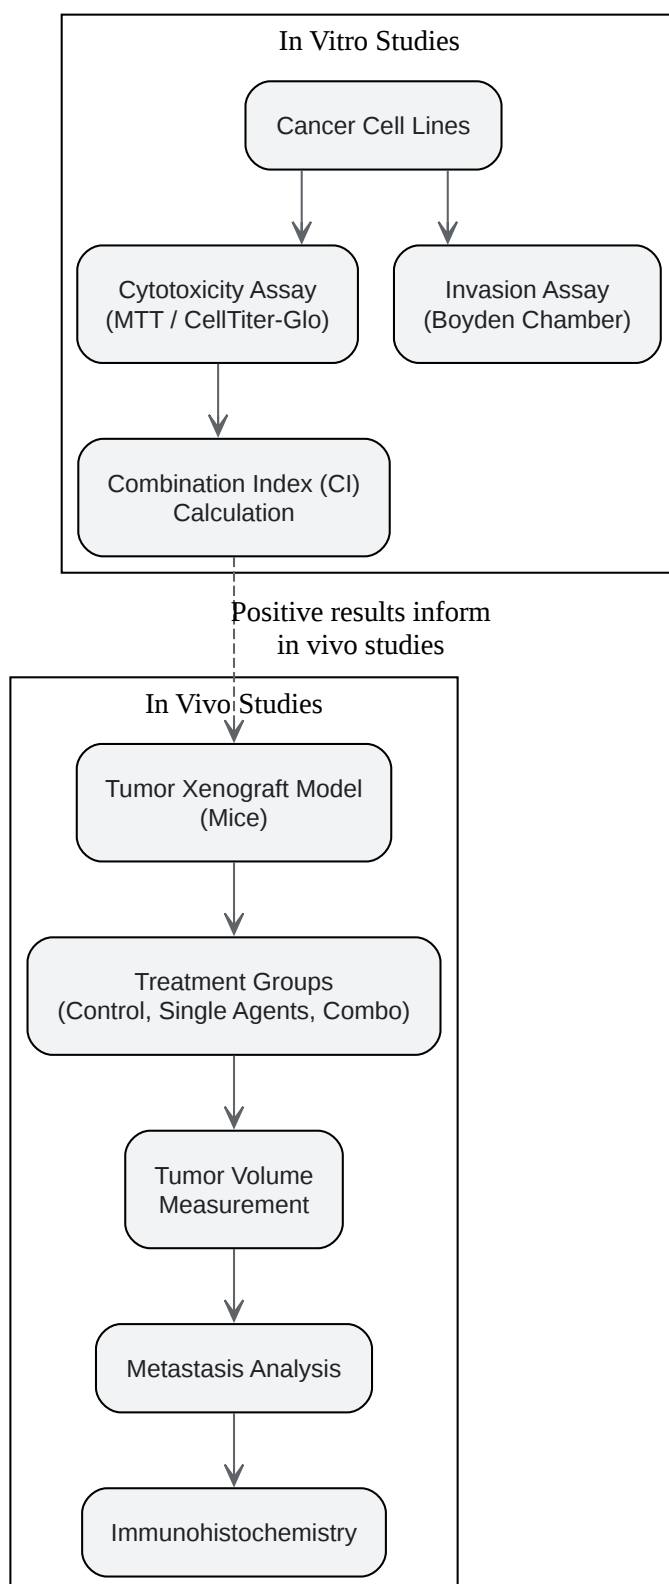 In Vitro Studies
Cancer Cell Lines
Cytotoxicity Assay
(MTT / CellTiter-Glo)
Invasion Assay
(Boyden Chamber)
Combination Index (CI)
Calculation
Positive results inform
in vivo studies
In Vivo Studies
Tumor Xenograft Model
(Mice)
Treatment Groups
(Control, Single Agents, Combo)
Tumor Volume
Measurement
Metastasis Analysis
Immunohistochemistry